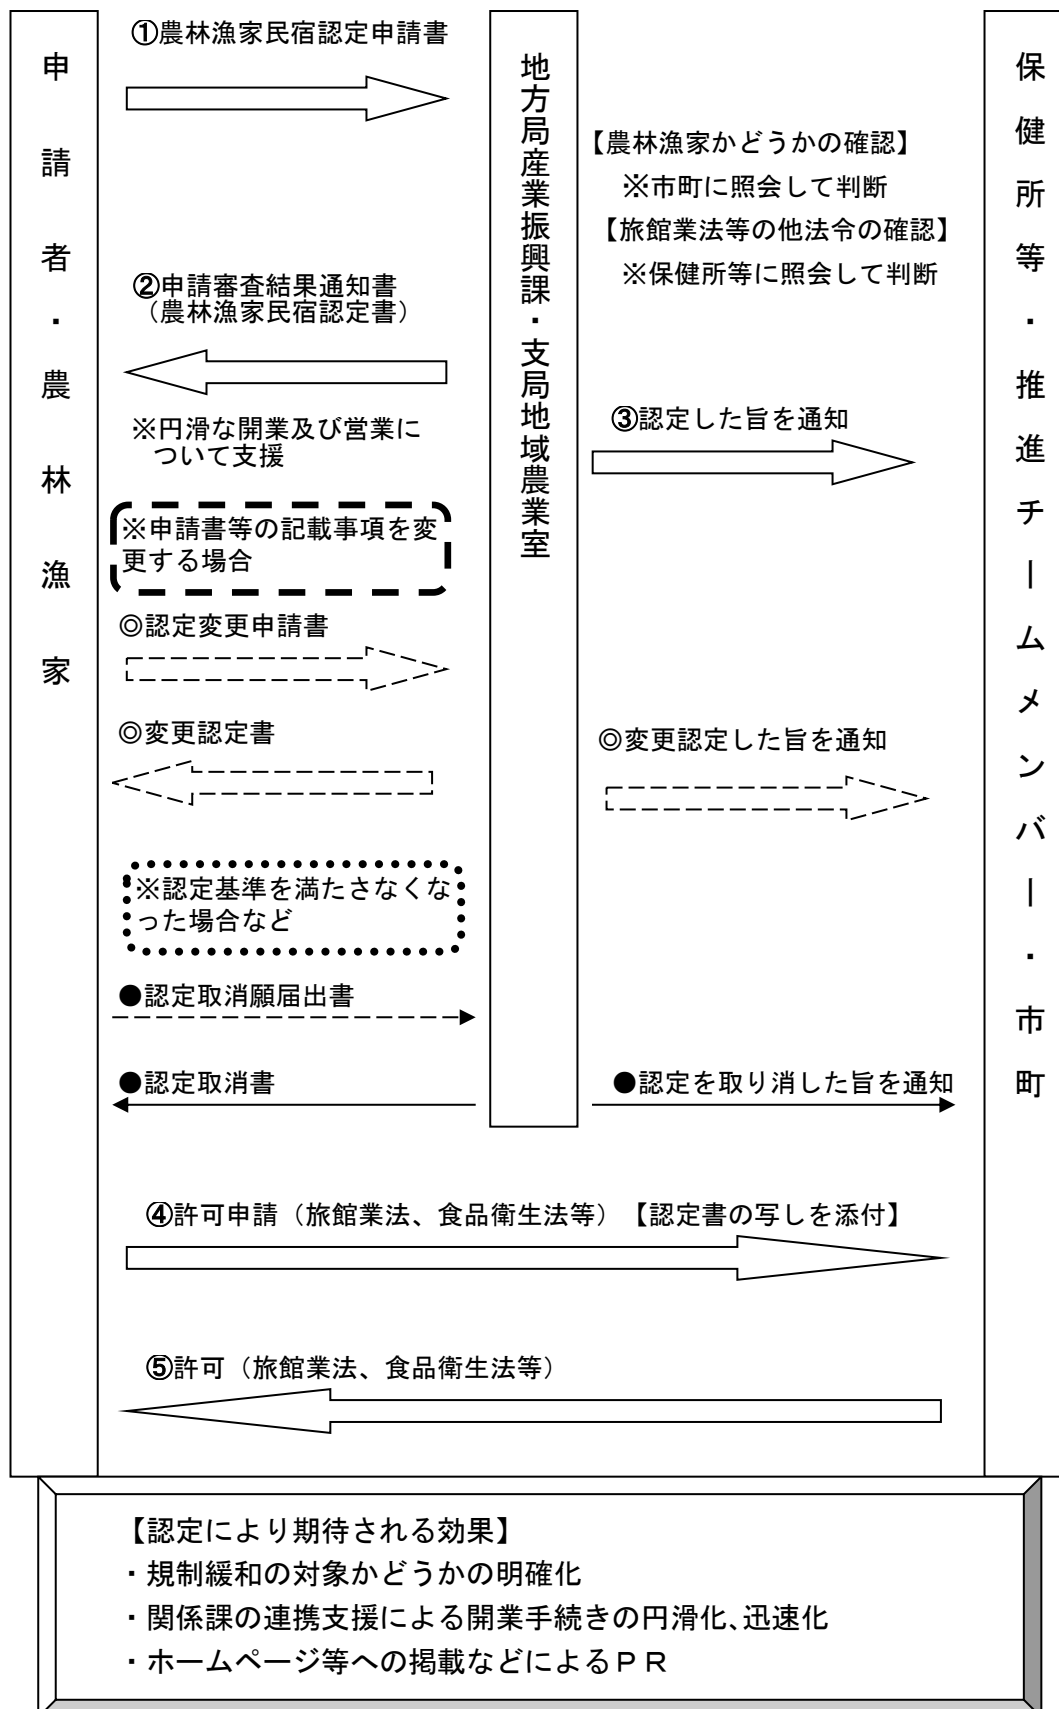 申請者・農林漁家
①農林漁家民宿認定申請書
地方局産業振興課・支局地域農業室
保健所等・推進チームメンバー・市町
【農林漁家かどうかの確認】
※市町に照会して判断
【旅館業法等の他法令の確認】
※保健所等に照会して判断
②申請審査結果通知書
（農林漁家民宿認定書）
※円滑な開業及び営業に
ついて支援
③認定した旨を通知
※申請書等の記載事項を変
更する場合
◎認定変更申請書
◎変更認定書
◎変更認定した旨を通知
※認定基準を満たさなくな
った場合など
●認定取消願届出書
●認定取消書
●認定を取り消した旨を通知
④許可申請（旅館業法、食品衛生法等）【認定書の写しを添付】
⑤許可（旅館業法、食品衛生法等）
【認定により期待される効果】
・規制緩和の対象かどうかの明確化
・関係課の連携支援による開業手続きの円滑化、迅速化
・ホームページ等への掲載などによるＰＲ